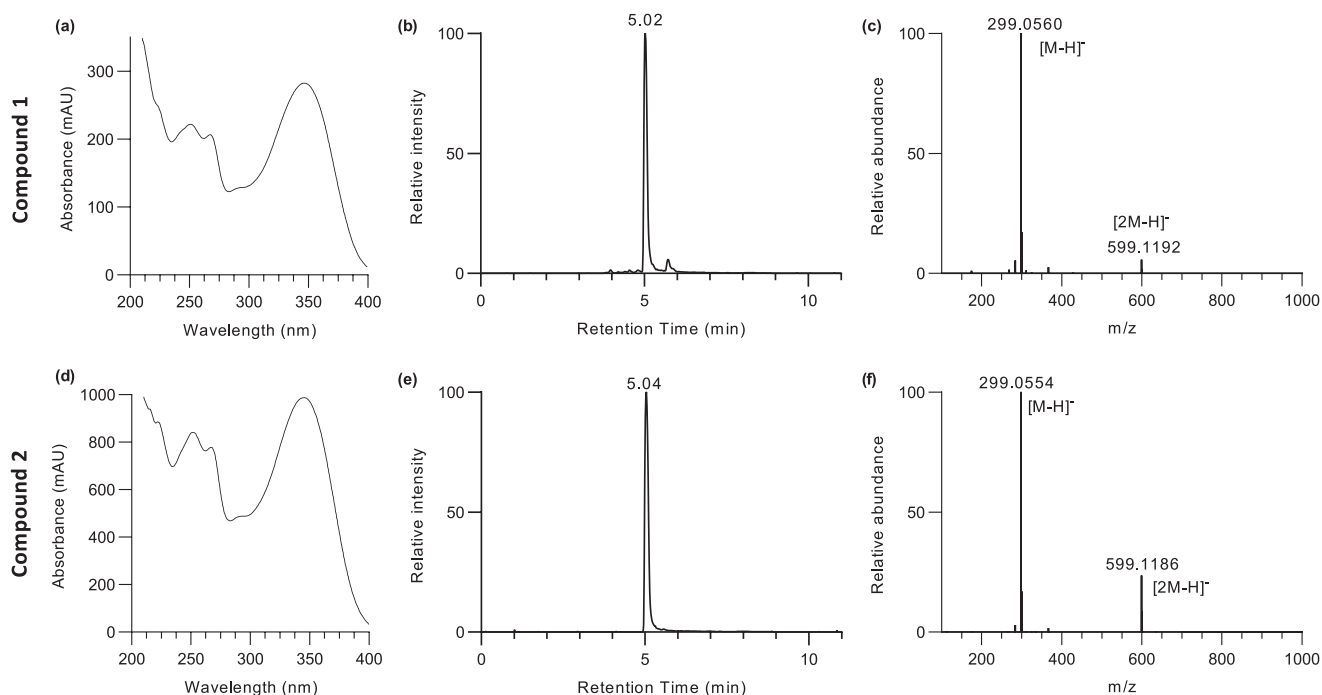 (a)
Compound 1
Absorbance (mAU)
300
200
100
0
200 250 300 350 400
Wavelength (nm)
(b)
5.02
Relative intensity
100
50
0
0 5 10
Retention Time (min)
(c)
299.0560
[M-H]-
Relative abundance
100
50
0
[2M-H]-
599.1192
200 400 600 800 1000
m/z
(d)
Compound 2
Absorbance (mAU)
1000
800
600
400
200
0
200 250 300 350 400
Wavelength (nm)
(e)
5.04
Relative intensity
100
50
0
0 5 10
Retention Time (min)
(f)
299.0554
[M-H]-
Relative abundance
100
50
0
599.1186
[2M-H]-
200 400 600 800 1000
m/z